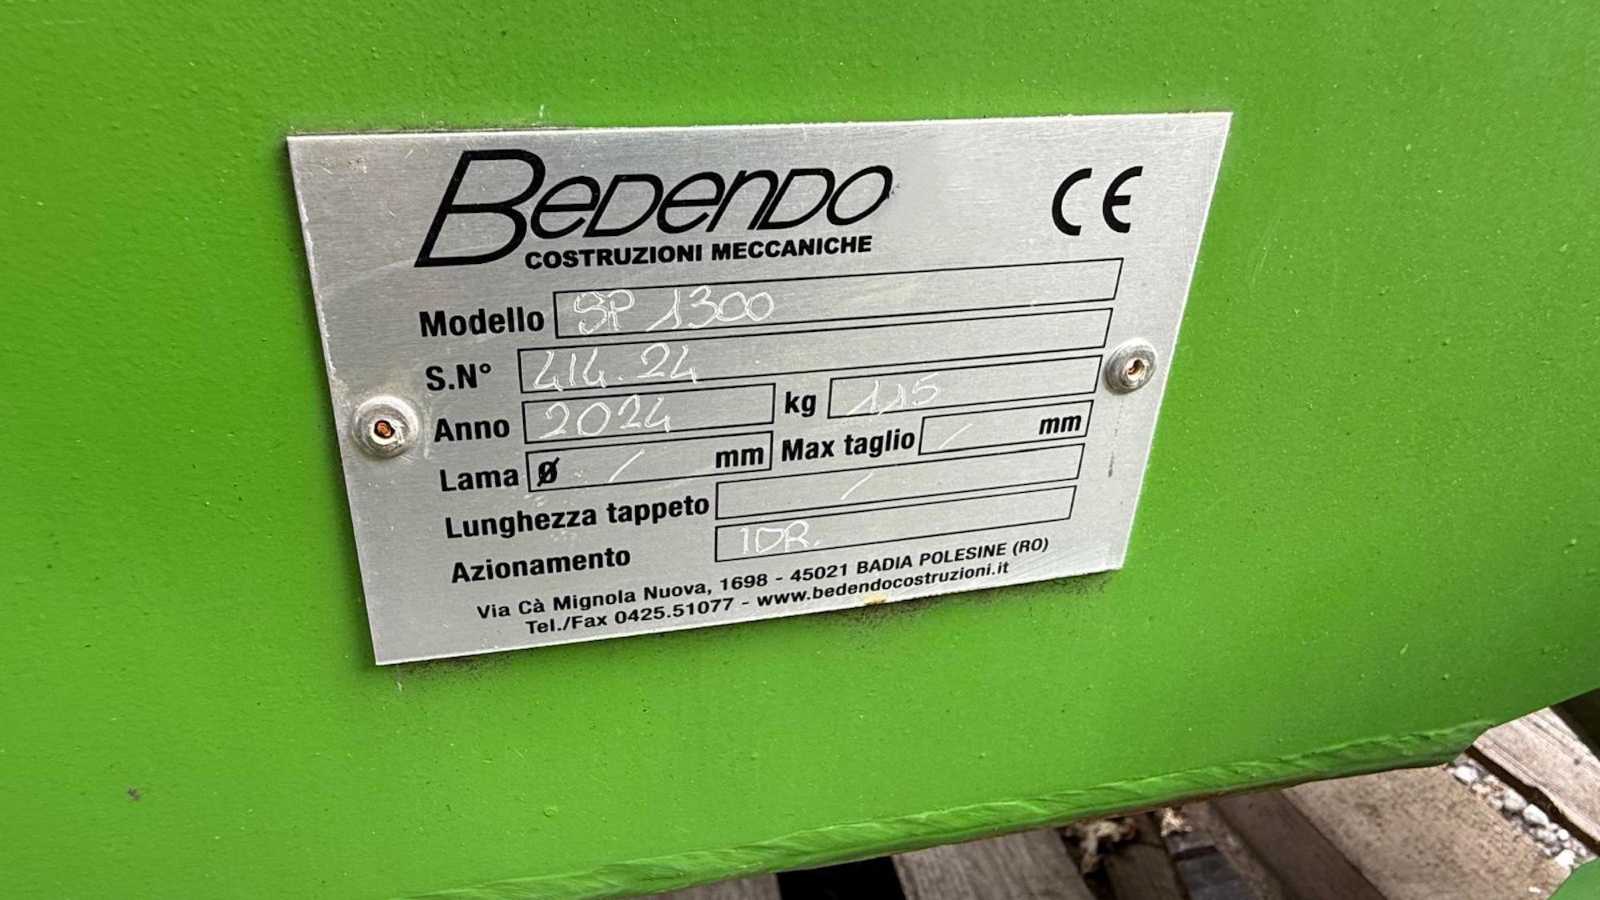 BEDENDO
COSTRUZIONI MECCANICHE
CE
Modello SP 1300
S.N° 414.24
Anno 2024 kg 115
Lama Ø / mm Max taglio / mm
Lunghezza tappeto /
Azionamento IDR.
Via Cà Mignola Nuova, 1698 - 45021 BADIA POLESINE (RO)
Tel./Fax 0425.51077 - www.bedendocostruzioni.it